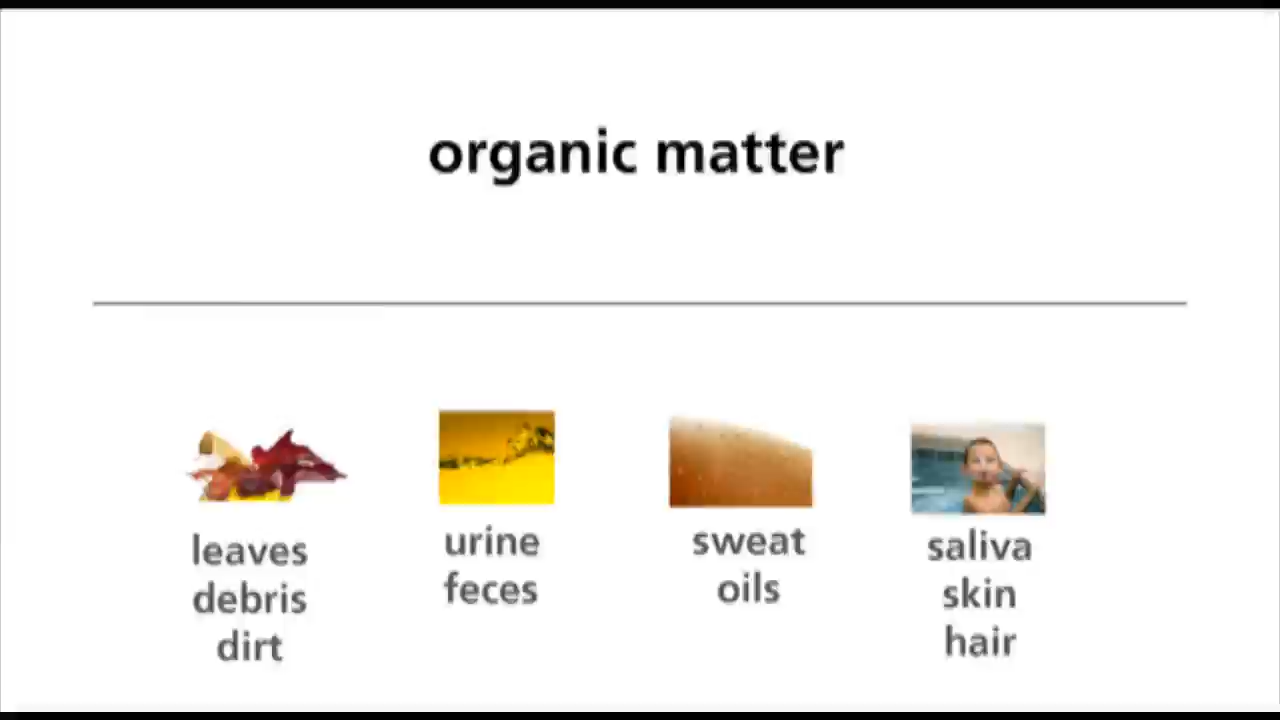 organic matter
leaves
debris
dirt
urine
feces
sweat
oils
saliva
skin
hair